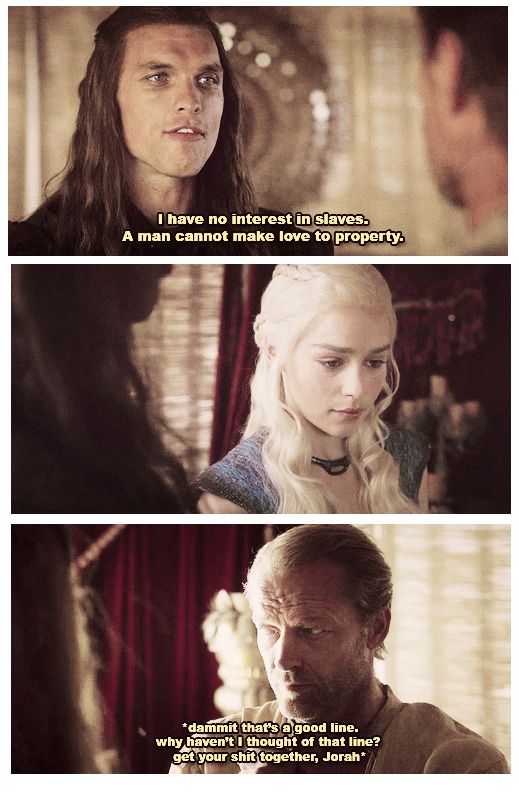 I have no interest in slaves.
A man cannot make love to property.
*dammit that's a good line.
why haven't I thought of that line?
get your shit together, Jorah*